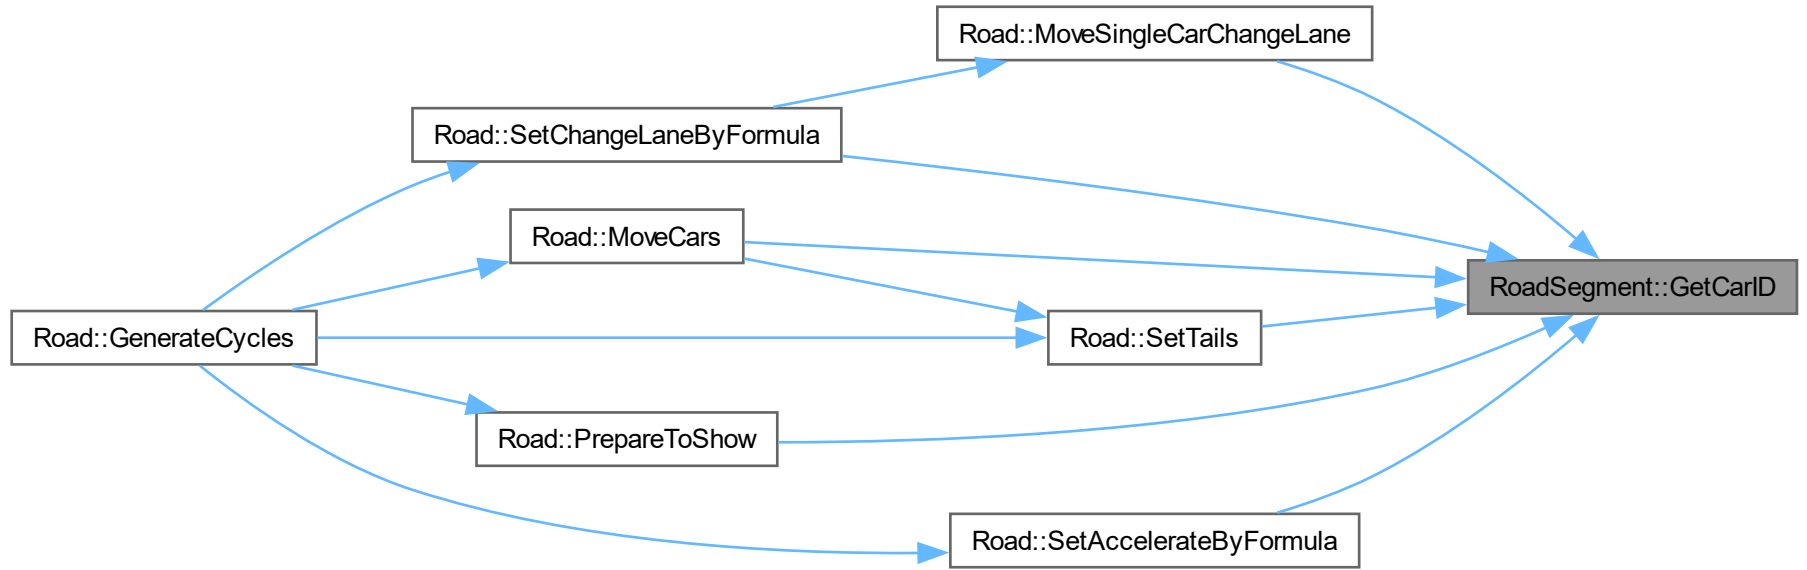 Road::MoveSingleCarChangeLane
Road::SetChangeLaneByFormula
Road::MoveCars
RoadSegment::GetCarID
Road::GenerateCycles
Road::SetTails
Road::PrepareToShow
Road::SetAccelerateByFormula